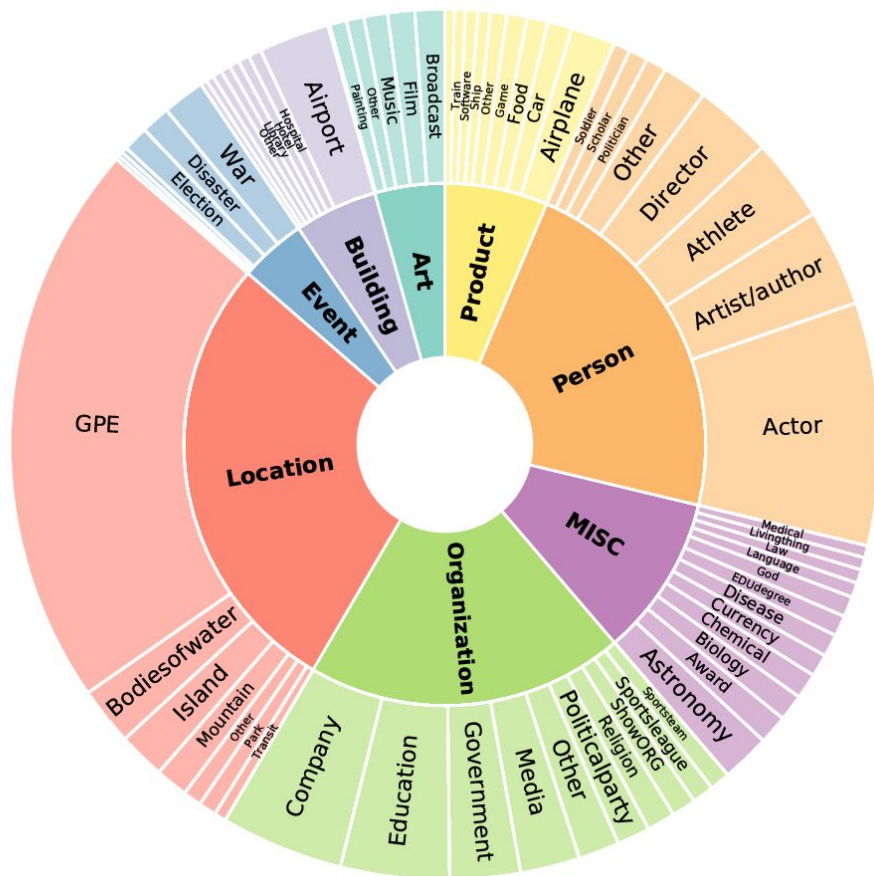 Product
Train
Software
Ship
Other
Game
Food
Car
Airplane
Person
Soldier
Scholar
Politician
Other
Director
Athlete
Artist/author
Actor
MISC
Medical
Livingthing
Law
Language
God
EDUdegree
Disease
Currency
Chemical
Biology
Award
Astronomy
Organization
Sportsteam
Sportsleague
ShowORG
Religion
Politicalparty
Other
Media
Government
Education
Company
Location
Transit
Park
Other
Mountain
Island
Bodiesofwater
GPE
Event
Election
Disaster
War
Building
Other
Library
Hotel
Hospital
Airport
Art
Painting
Other
Music
Film
Broadcast